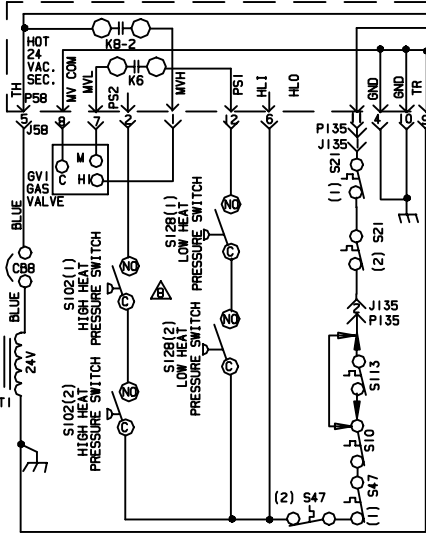 K8-2
HOT
24
VAC.
SEC.
K6
TH
P58
MV COM
MVL
PS2
MVH
PS1
HLI
HLO
GND
GND
TR
5
8
7
2
1
12
6
11
4
10
9
J58
P135
J135
GV1
GAS
VALVE
M
C
HI
S21
(1)
BLUE
S21
(2)
CB8
BLUE
S102(1)
HIGH HEAT
PRESSURE SWITCH
NO
C
B
S128(1)
LOW HEAT
PRESSURE SWITCH
NO
C
2
J135
P135
24V
T1
S102(2)
HIGH HEAT
PRESSURE SWITCH
NO
C
S128(2)
LOW HEAT
PRESSURE SWITCH
NO
C
S113
S10
S47
(1)
(2) S47